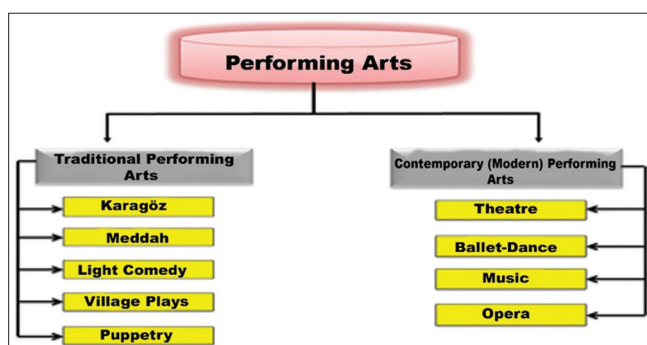 Performing Arts
Traditional Performing
Arts
Karagöz
Meddah
Light Comedy
Village Plays
Puppetry
Contemporary (Modern) Performing
Arts
Theatre
Ballet-Dance
Music
Opera